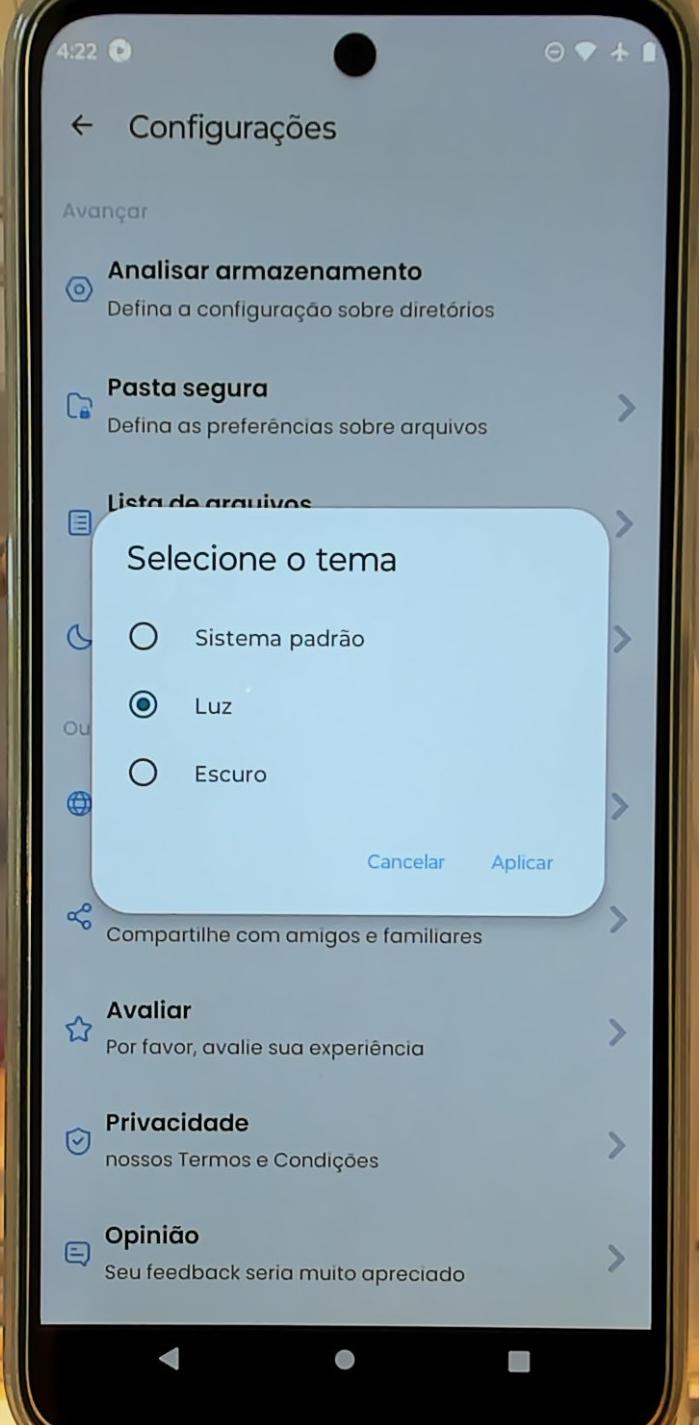 4:22
Configurações
Avançar
Analisar armazenamento
Defina a configuração sobre diretórios
Pasta segura
Defina as preferências sobre arquivos
Lista de arquivos
Selecione o tema
Sistema padrão
Luz
Ou
Escuro
Cancelar Aplicar
Compartilhe com amigos e familiares
Avaliar
Por favor, avalie sua experiência
Privacidade
nossos Termos e Condições
Opinião
Seu feedback seria muito apreciado